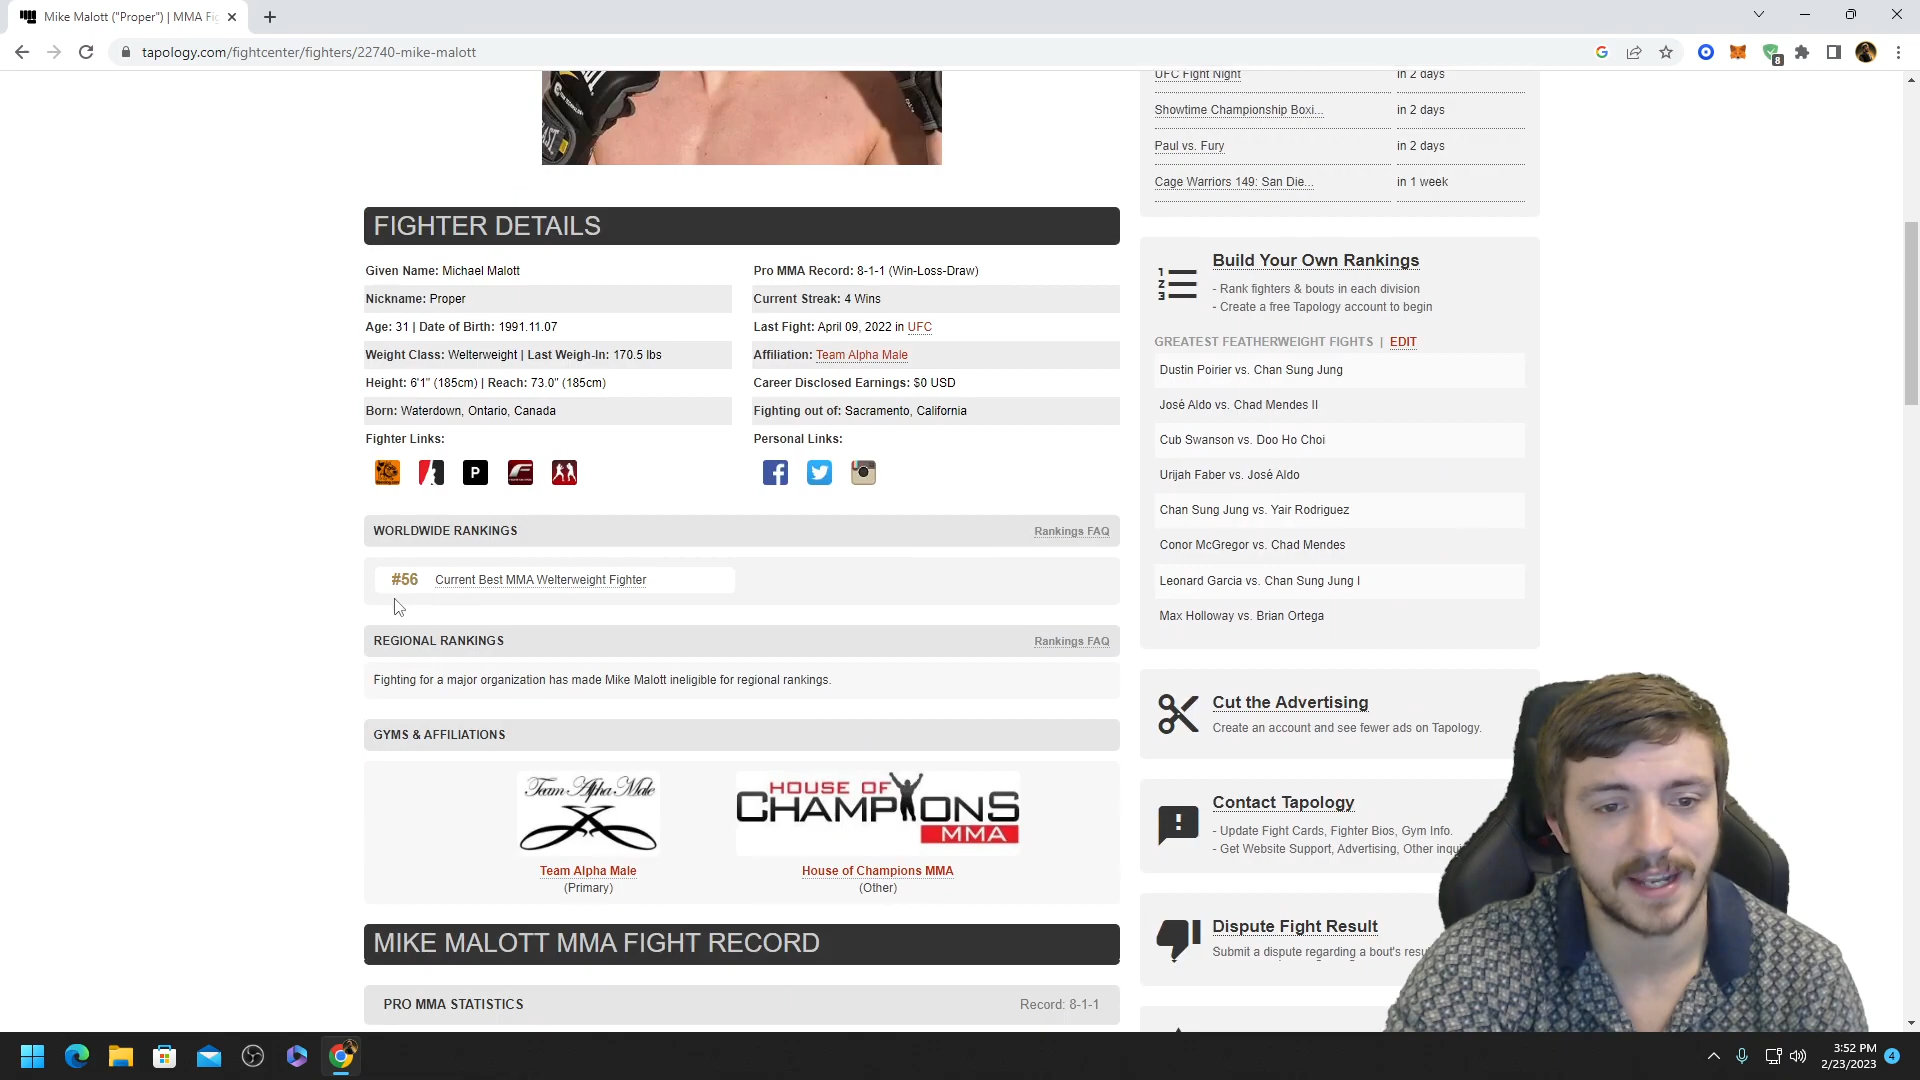 Mike Malott ("Proper") | MMA Fig
tapology.com/fightcenter/fighters/22740-mike-malott
8
UFC Fight Night in 2 days
Showtime Championship Boxi... in 2 days
Paul vs. Fury in 2 days
Cage Warriors 149: San Die... in 1 week
FIGHTER DETAILS
Given Name: Michael Malott
Pro MMA Record: 8-1-1 (Win-Loss-Draw)
Nickname: Proper
Current Streak: 4 Wins
Age: 31 | Date of Birth: 1991.11.07
Last Fight: April 09, 2022 in UFC
Weight Class: Welterweight | Last Weigh-In: 170.5 lbs
Affiliation: Team Alpha Male
Height: 6'1" (185cm) | Reach: 73.0" (185cm)
Career Disclosed Earnings: $0 USD
Born: Waterdown, Ontario, Canada
Fighting out of: Sacramento, California
Fighter Links:
Personal Links:
P
WORLDWIDE RANKINGS
Rankings FAQ
#56 Current Best MMA Welterweight Fighter
REGIONAL RANKINGS
Rankings FAQ
Fighting for a major organization has made Mike Malott ineligible for regional rankings.
GYMS & AFFILIATIONS
Team Alpha Male
HOUSE OF
CHAMPIONS
MMA
Team Alpha Male
(Primary)
House of Champions MMA
(Other)
MIKE MALOTT MMA FIGHT RECORD
PRO MMA STATISTICS
Record: 8-1-1
1
2
3
Build Your Own Rankings
- Rank fighters & bouts in each division
- Create a free Tapology account to begin
GREATEST FEATHERWEIGHT FIGHTS | EDIT
Dustin Poirier vs. Chan Sung Jung
José Aldo vs. Chad Mendes II
Cub Swanson vs. Doo Ho Choi
Urijah Faber vs. José Aldo
Chan Sung Jung vs. Yair Rodriguez
Conor McGregor vs. Chad Mendes
Leonard Garcia vs. Chan Sung Jung I
Max Holloway vs. Brian Ortega
Cut the Advertising
Create an account and see fewer ads on Tapology.
Contact Tapology
- Update Fight Cards, Fighter Bios, Gym Info.
- Get Website Support, Advertising, Other inqui
Dispute Fight Result
Submit a dispute regarding a bout's resu
3:52 PM
2/23/2023
4